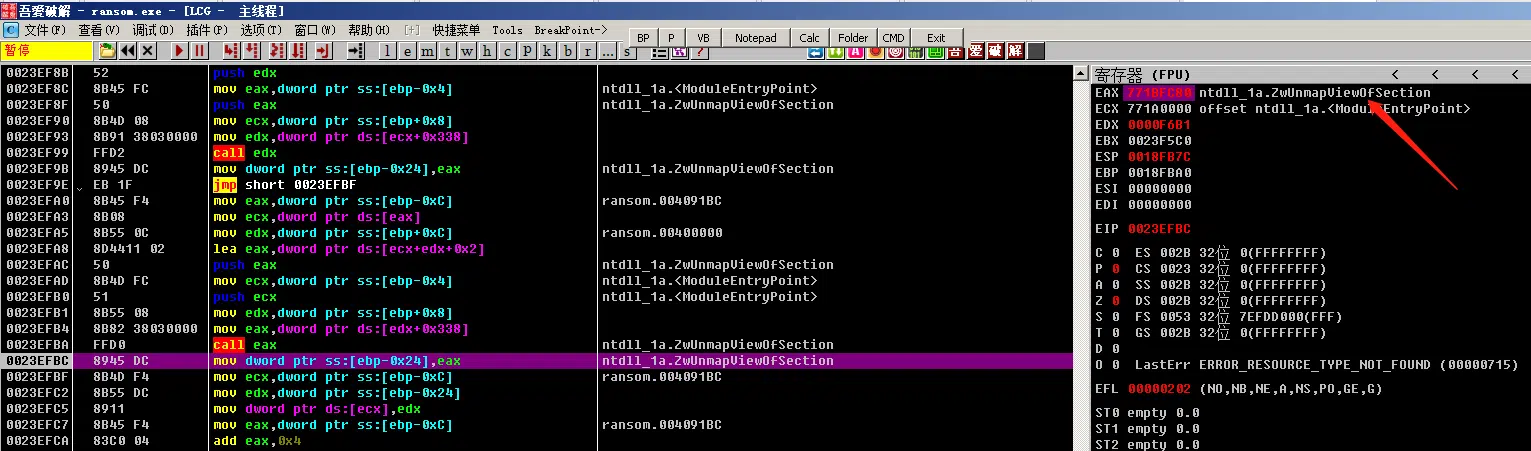 吾爱破解 - ransom.exe - [LCG - 主线程]
文件(F) 查看(V) 调试(D) 插件(P) 选项(T) 窗口(W) 帮助(H) [+] 快捷菜单 Tools BreakPoint->
BP P VB Notepad Calc Folder CMD Exit
暂停 l e m t w h c p k b r ... s ? 吾 爱 破 解
0023EF8B 52 push edx
0023EF8C 8B45 FC mov eax,dword ptr ss:[ebp-0x4] ntdll_1a.<ModuleEntryPoint>
0023EF8F 50 push eax ntdll_1a.ZwUnmapViewOfSection
0023EF90 8B4D 08 mov ecx,dword ptr ss:[ebp+0x8]
0023EF93 8B91 38030000 mov edx,dword ptr ds:[ecx+0x338]
0023EF99 FFD2 call edx
0023EF9B 8945 DC mov dword ptr ss:[ebp-0x24],eax ntdll_1a.ZwUnmapViewOfSection
0023EF9E EB 1F jmp short 0023EFBF
0023EFA0 8B45 F4 mov eax,dword ptr ss:[ebp-0xC] ransom.004091BC
0023EFA3 8B08 mov ecx,dword ptr ds:[eax]
0023EFA5 8B55 0C mov edx,dword ptr ss:[ebp+0xC] ransom.00400000
0023EFA8 8D4411 02 lea eax,dword ptr ds:[ecx+edx+0x2]
0023EFAC 50 push eax ntdll_1a.ZwUnmapViewOfSection
0023EFAD 8B4D FC mov ecx,dword ptr ss:[ebp-0x4] ntdll_1a.<ModuleEntryPoint>
0023EFB0 51 push ecx ntdll_1a.<ModuleEntryPoint>
0023EFB1 8B55 08 mov edx,dword ptr ss:[ebp+0x8]
0023EFB4 8B82 38030000 mov eax,dword ptr ds:[edx+0x338]
0023EFBA FFD0 call eax ntdll_1a.ZwUnmapViewOfSection
0023EFBC 8945 DC mov dword ptr ss:[ebp-0x24],eax ntdll_1a.ZwUnmapViewOfSection
0023EFBF 8B4D F4 mov ecx,dword ptr ss:[ebp-0xC] ransom.004091BC
0023EFC2 8B55 DC mov edx,dword ptr ss:[ebp-0x24]
0023EFC5 8911 mov dword ptr ds:[ecx],edx
0023EFC7 8B45 F4 mov eax,dword ptr ss:[ebp-0xC] ransom.004091BC
0023EFCA 83C0 04 add eax,0x4
寄存器 (FPU) < < < <
EAX 771BFC80 ntdll_1a.ZwUnmapViewOfSection
ECX 771A0000 offset ntdll_1a.<ModuleEntryPoint>
EDX 0000F6B1
EBX 0023F5C0
ESP 0018FB7C
EBP 0018FBA0
ESI 00000000
EDI 00000000
EIP 0023EFBC
C 0 ES 002B 32位 0(FFFFFFFF)
P 0 CS 0023 32位 0(FFFFFFFF)
A 0 SS 002B 32位 0(FFFFFFFF)
Z 0 DS 002B 32位 0(FFFFFFFF)
S 0 FS 0053 32位 7EFDD000(FFF)
T 0 GS 002B 32位 0(FFFFFFFF)
D 0
O 0 LastErr ERROR_RESOURCE_TYPE_NOT_FOUND (00000715)
EFL 00000202 (NO,NB,NE,A,NS,PO,GE,G)
ST0 empty 0.0
ST1 empty 0.0
ST2 empty 0.0